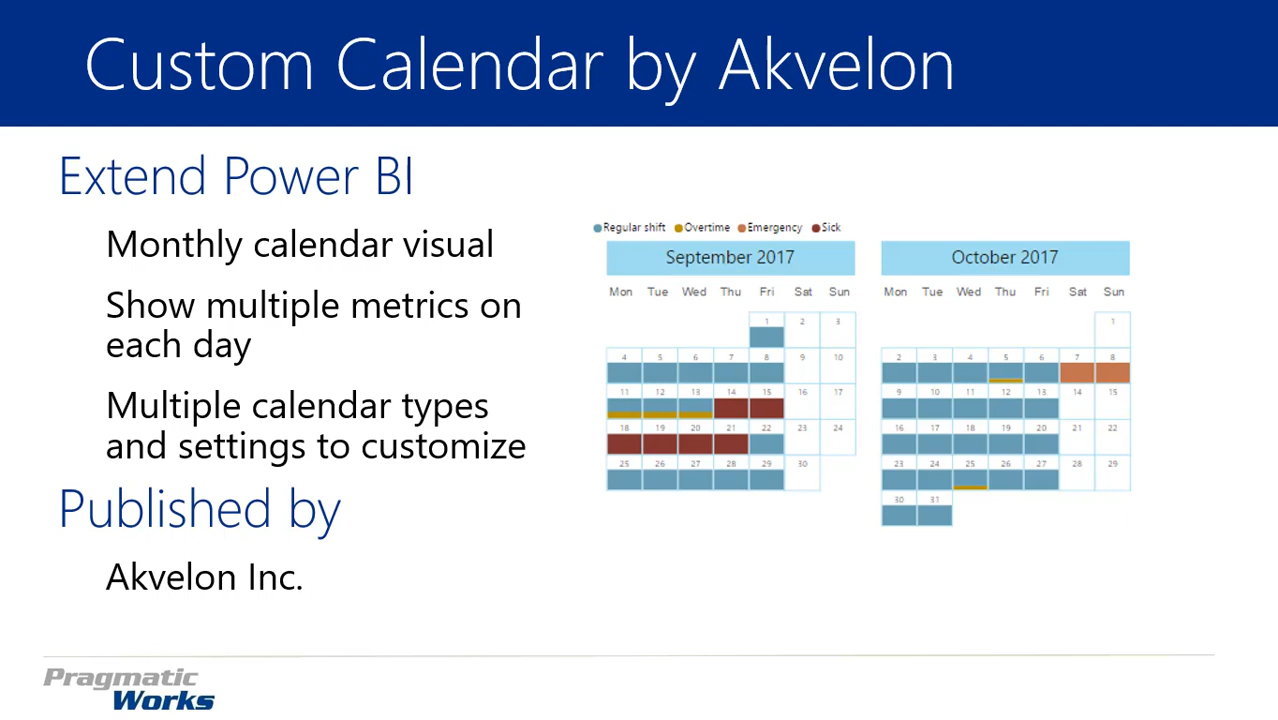 Custom Calendar by Akvelon
Extend Power BI
Monthly calendar visual
Show multiple metrics on
each day
Multiple calendar types
and settings to customize
Published by
Akvelon Inc.
Regular shift Overtime Emergency Sick
September 2017
Mon Tue Wed Thu Fri Sat Sun
1 2 3
4 5 6 7 8 9 10
11 12 13 14 15 16 17
18 19 20 21 22 23 24
25 26 27 28 29 30
October 2017
Mon Tue Wed Thu Fri Sat Sun
1
2 3 4 5 6 7 8
9 10 11 12 13 14 15
16 17 18 19 20 21 22
23 24 25 26 27 28 29
30 31
Pragmatic
Works